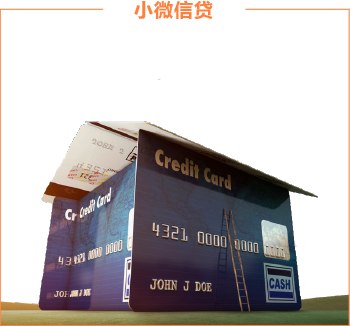 小微信贷
Credit Card
4321 0000 0000
JOHN J DOE
CASH
Credit Card